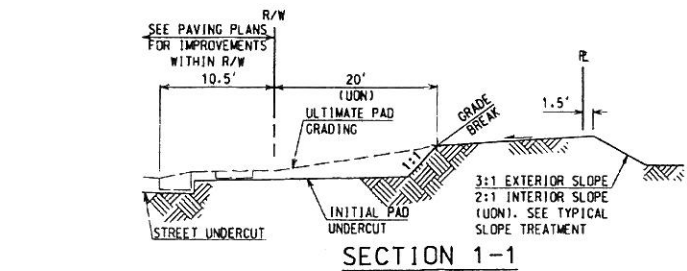 R/W
SEE PAVING PLANS
FOR IMPROVEMENTS
WITHIN R/W
10.5'
20'
(UON)
ULTIMATE PAD
GRADING
GRADE
BREAK
1:1
PL
1.5'
3:1 EXTERIOR SLOPE
2:1 INTERIOR SLOPE
(UON). SEE TYPICAL
SLOPE TREATMENT
INITIAL PAD
UNDERCUT
STREET UNDERCUT
SECTION 1-1